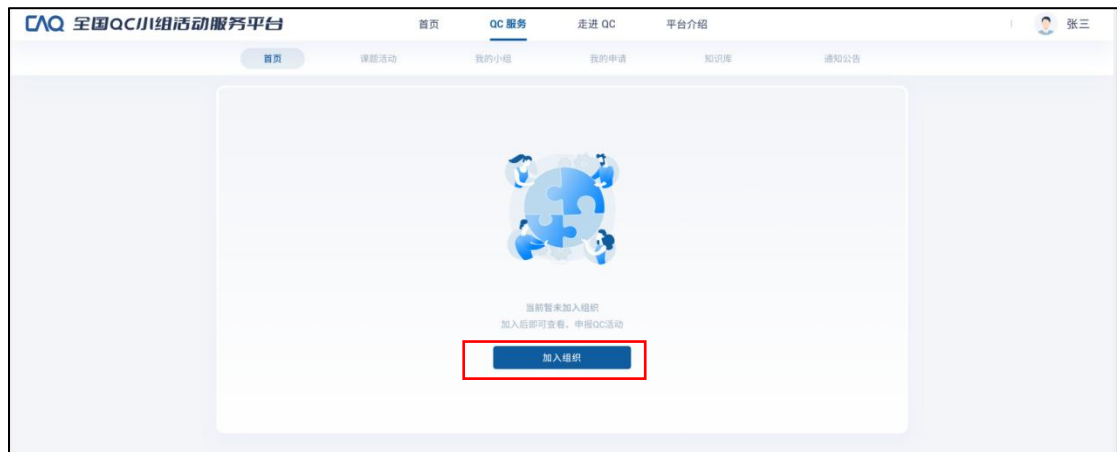 CAQ 全国QC小组活动服务平台 首页 QC 服务 走进 QC 平台介绍 张三
首页 课题活动 我的小组 我的申请 知识库 通知公告
当前暂未加入组织
加入后即可查看、申报QC活动
加入组织